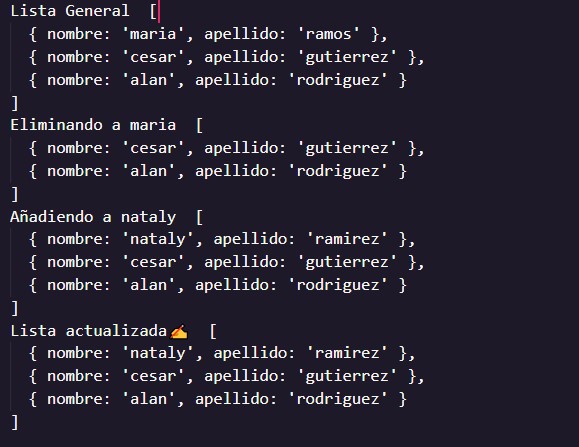 Lista General  [
  { nombre: 'maria', apellido: 'ramos' },
  { nombre: 'cesar', apellido: 'gutierrez' },
  { nombre: 'alan', apellido: 'rodriguez' }
]
Eliminando a maria  [
  { nombre: 'cesar', apellido: 'gutierrez' },
  { nombre: 'alan', apellido: 'rodriguez' }
]
Añadiendo a nataly  [
  { nombre: 'nataly', apellido: 'ramirez' },
  { nombre: 'cesar', apellido: 'gutierrez' },
  { nombre: 'alan', apellido: 'rodriguez' }
]
Lista actualizada✍️  [
  { nombre: 'nataly', apellido: 'ramirez' },
  { nombre: 'cesar', apellido: 'gutierrez' },
  { nombre: 'alan', apellido: 'rodriguez' }
]